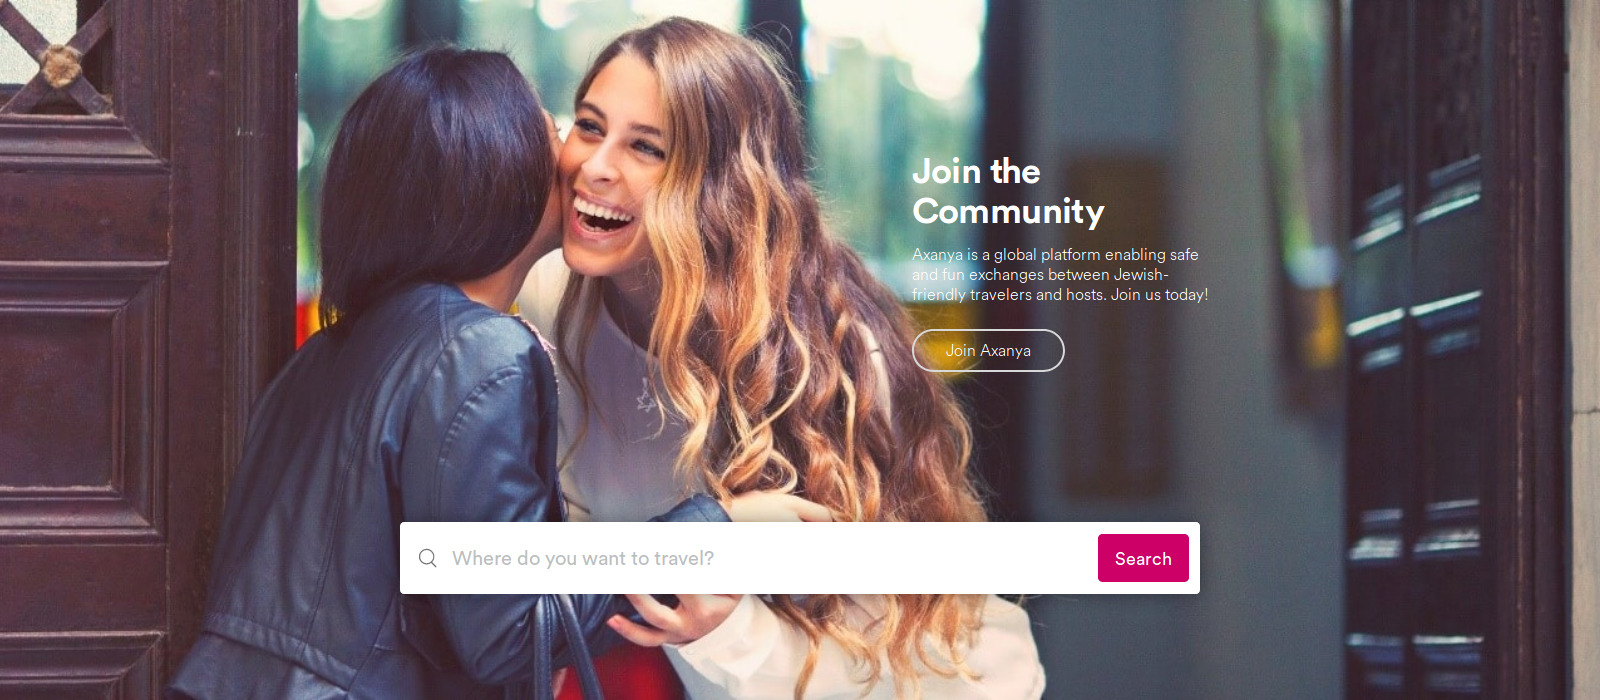 Join the
Community
Axanya is a global platform enabling safe
and fun exchanges between Jewish-
friendly travelers and hosts. Join us today!
Join Axanya
Where do you want to travel?
Search